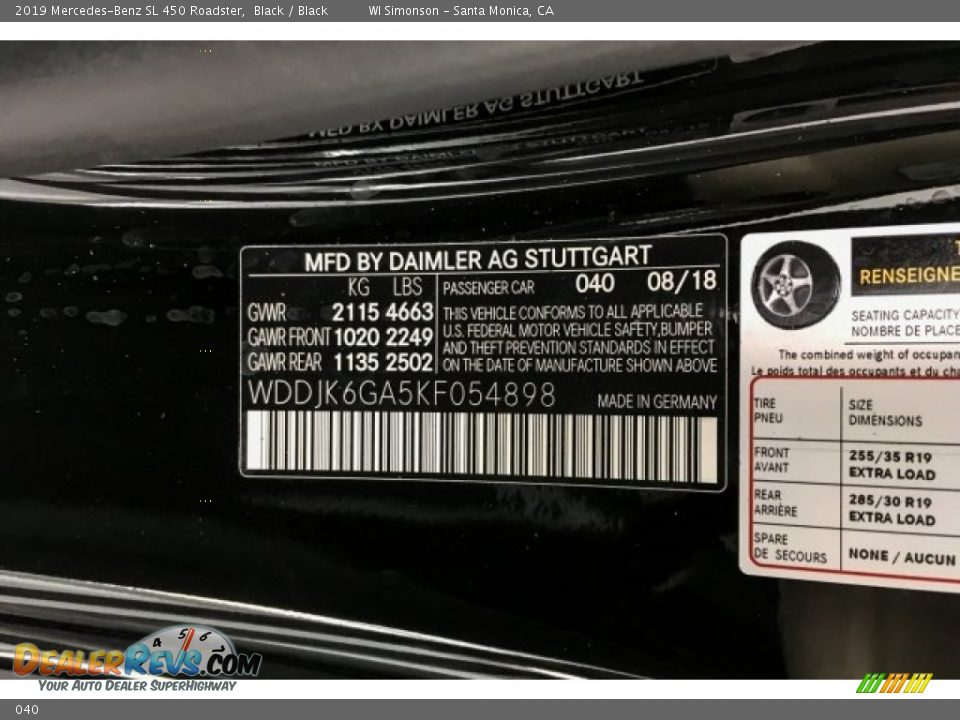 2019 Mercedes-Benz SL 450 Roadster,  Black / Black          WI Simonson - Santa Monica, CA
MFD BY DAIMLER AG STUTTGART
MFD BY DAIMLER AG STUTTGART
KG LBS PASSENGER CAR 040 08/18
GVWR 2115 4663
GAWR FRONT 1020 2249
GAWR REAR 1135 2502
THIS VEHICLE CONFORMS TO ALL APPLICABLE
U.S. FEDERAL MOTOR VEHICLE SAFETY,BUMPER
AND THEFT PREVENTION STANDARDS IN EFFECT
ON THE DATE OF MANUFACTURE SHOWN ABOVE
WDDJK6GA5KF054898 MADE IN GERMANY
RENSEIGNE
SEATING CAPACITY
NOMBRE DE PLACE
The combined weight of occupan
Le poids total des occupants et du cha
TIRE
PNEU
SIZE
DIMENSIONS
FRONT
AVANT
255/35 R19
EXTRA LOAD
REAR
ARRIÈRE
285/30 R19
EXTRA LOAD
SPARE
DE SECOURS
NONE / AUCUN
4 5 6 7
DEALERREVS.COM
YOUR AUTO DEALER SUPERHIGHWAY
040